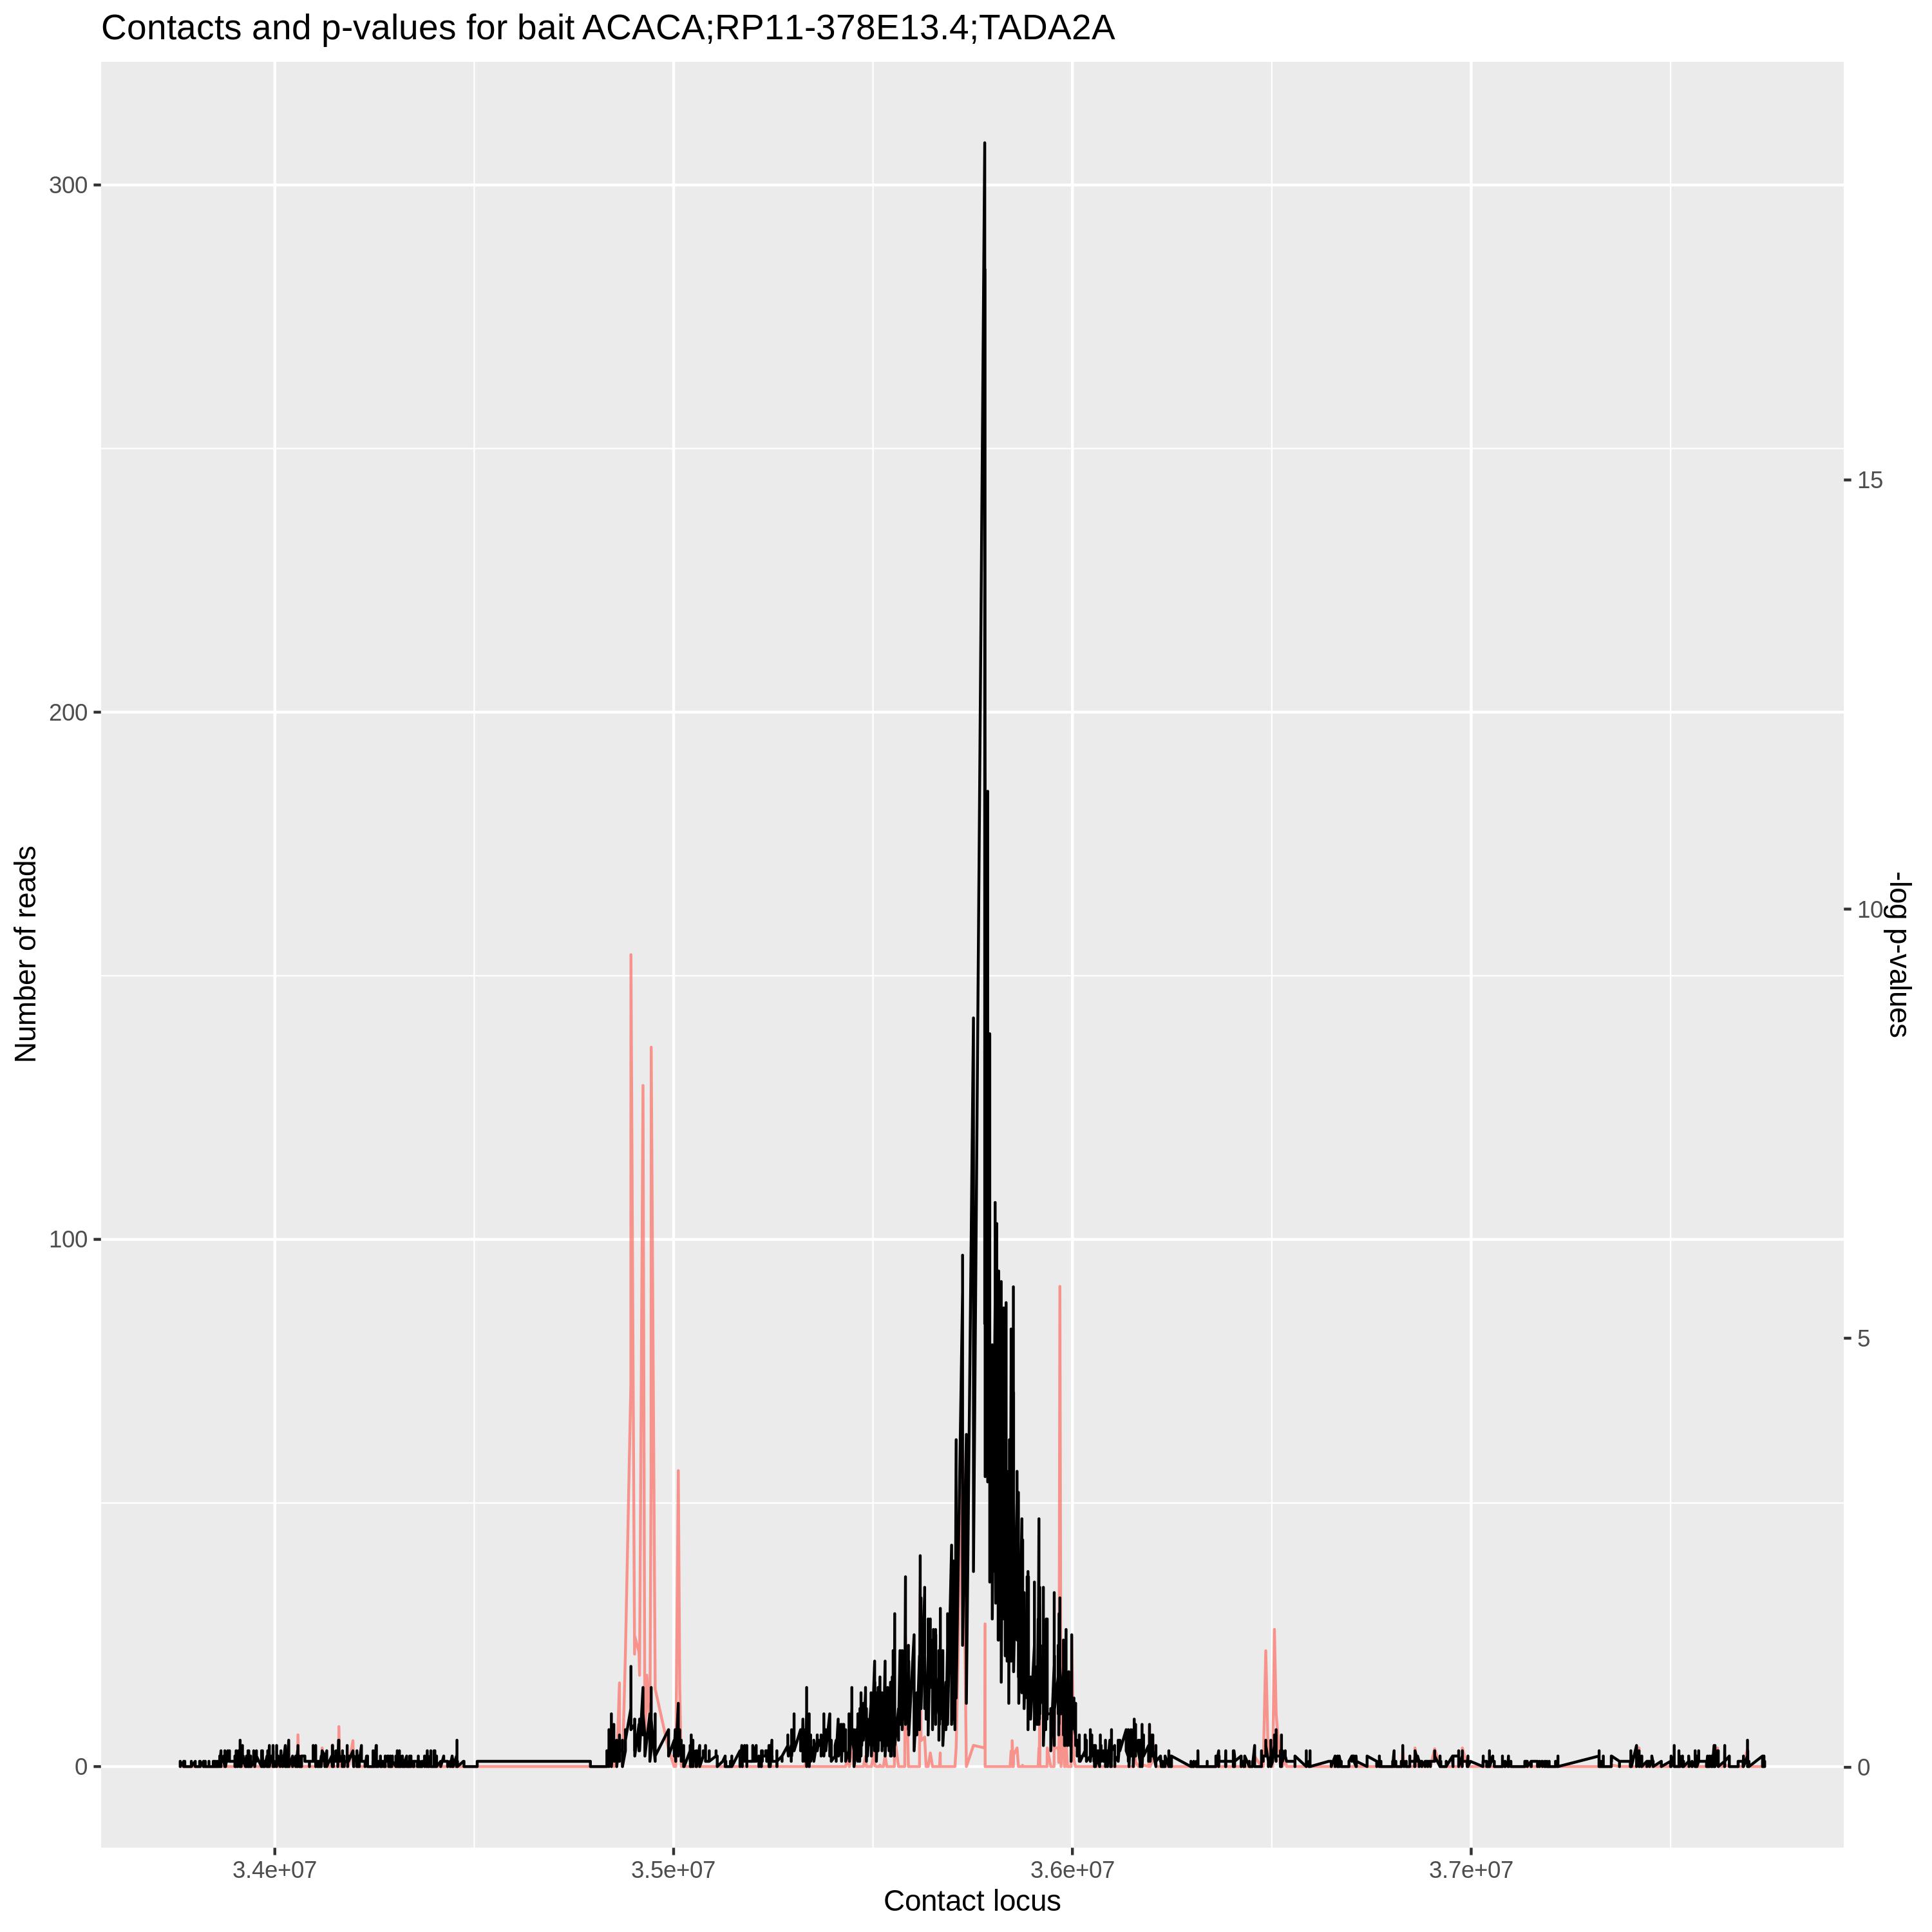 Contacts and p-values for bait ACACA;RP11-378E13.4;TADA2A
300
200
100
0
Number of reads
15
10
5
0
-log p-values
3.4e+07 3.5e+07 3.6e+07 3.7e+07
Contact locus